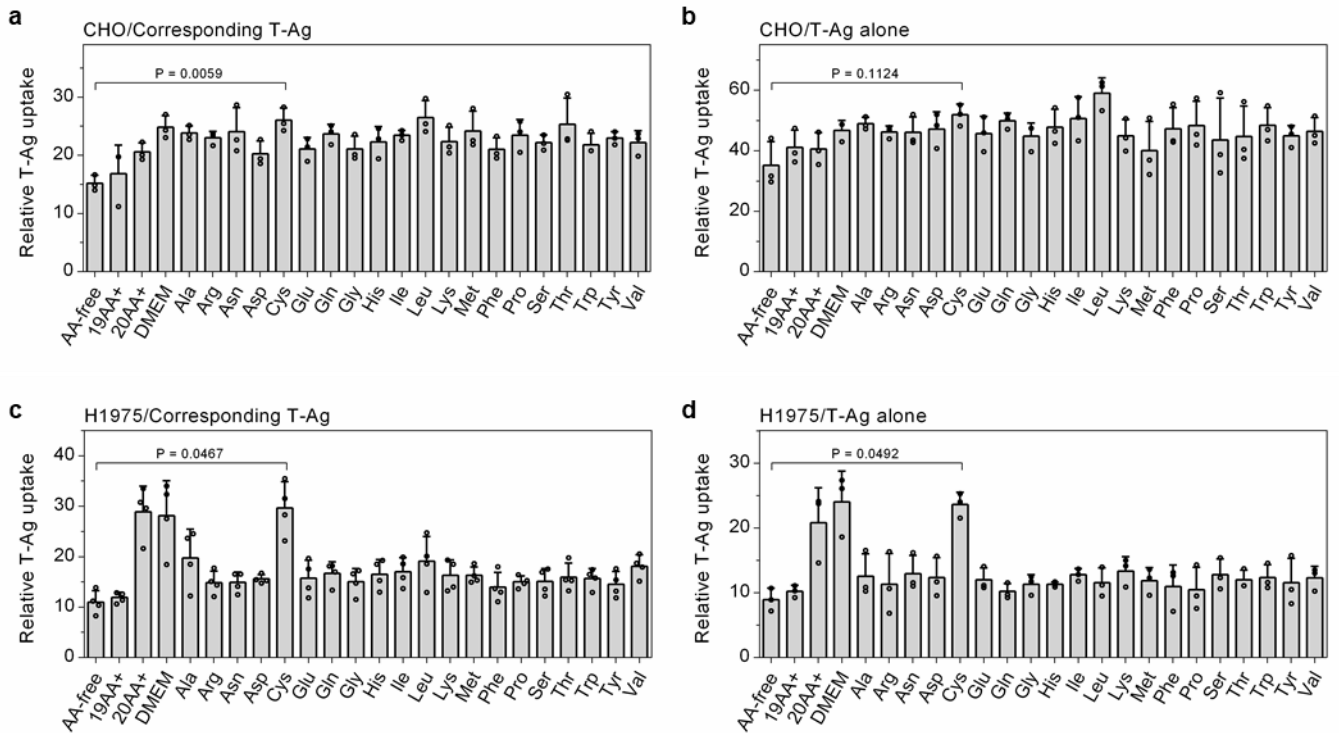 a
CHO/Corresponding T-Ag
Relative T-Ag uptake
30
20
10
0
P = 0.0059
AA-free 19AA+ 20AA+ DMEM Ala Arg Asn Asp Cys Glu Gln Gly His Ile Leu Lys Met Phe Pro Ser Thr Trp Tyr Val
b
CHO/T-Ag alone
Relative T-Ag uptake
60
40
20
0
P = 0.1124
AA-free 19AA+ 20AA+ DMEM Ala Arg Asn Asp Cys Glu Gln Gly His Ile Leu Lys Met Phe Pro Ser Thr Trp Tyr Val
c
H1975/Corresponding T-Ag
Relative T-Ag uptake
40
30
20
10
0
P = 0.0467
AA-free 19AA+ 20AA+ DMEM Ala Arg Asn Asp Cys Glu Gln Gly His Ile Leu Lys Met Phe Pro Ser Thr Trp Tyr Val
d
H1975/T-Ag alone
Relative T-Ag uptake
30
20
10
0
P = 0.0492
AA-free 19AA+ 20AA+ DMEM Ala Arg Asn Asp Cys Glu Gln Gly His Ile Leu Lys Met Phe Pro Ser Thr Trp Tyr Val